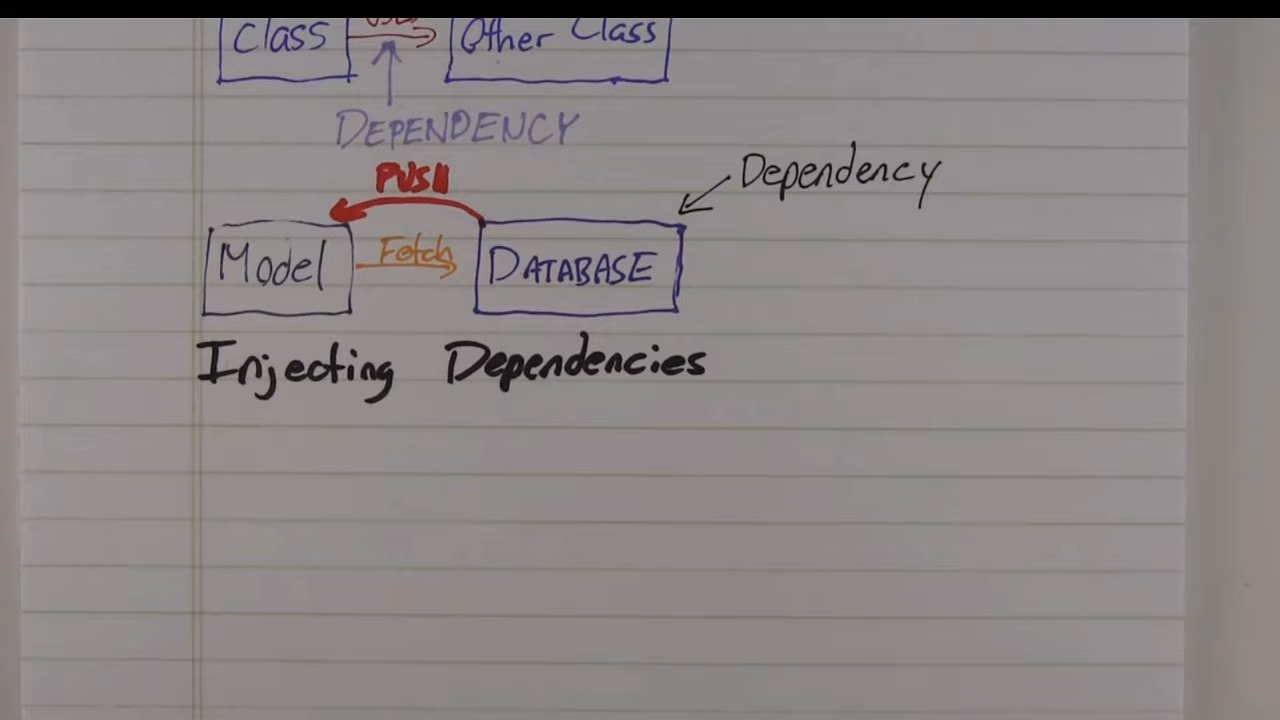 Class Other Class
DEPENDENCY
Dependency
PUSH
Model Fetch DATABASE
Injecting Dependencies